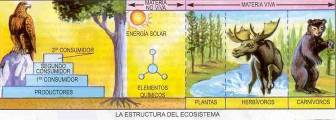 MATERIA
NO VIVA
MATERIA VIVA
ENERGÍA SOLAR
3er CONSUMIDOR
SEGUNDO
CONSUMIDOR
1er CONSUMIDOR
PRODUCTORES
ELEMENTOS
QUÍMICOS
PLANTAS
HERBÍVOROS
CARNÍVOROS
LA ESTRUCTURA DEL ECOSISTEMA